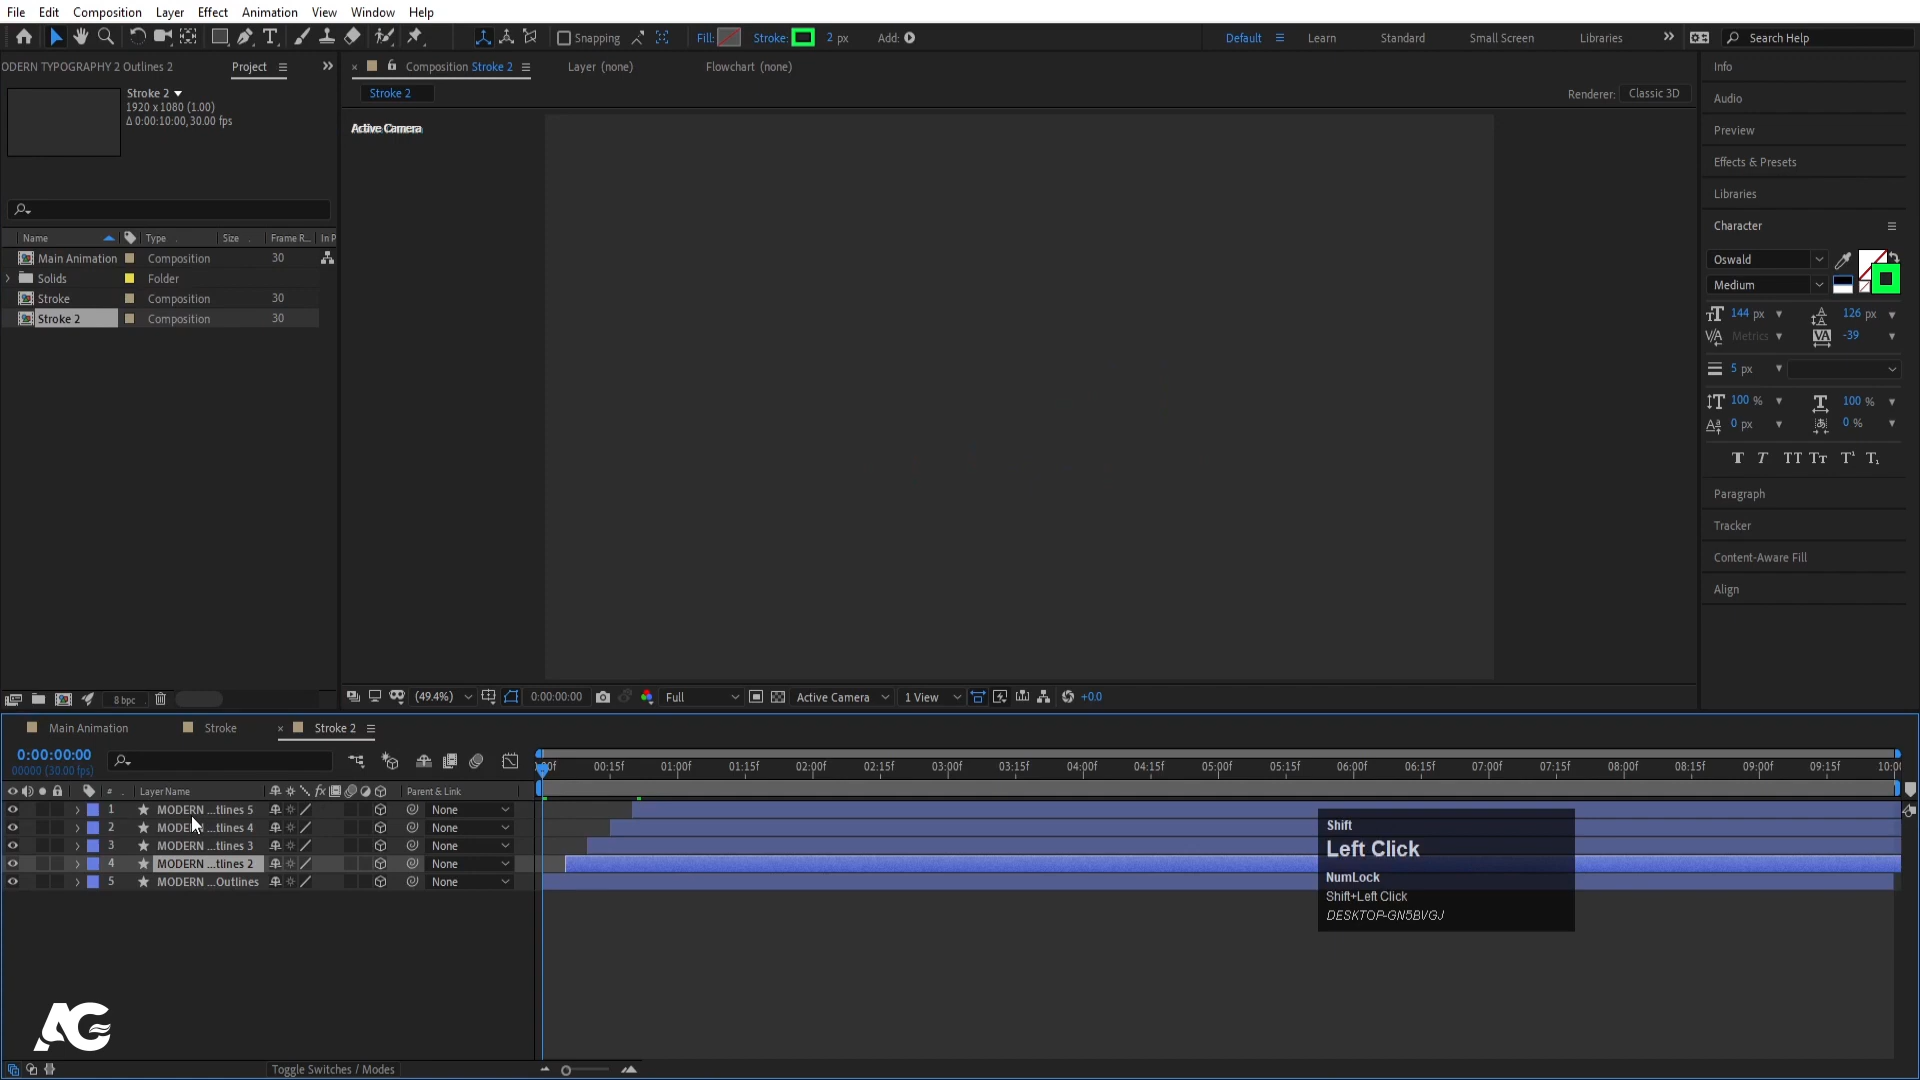 File Edit Composition Layer Effect Animation View Window Help
Snapping Fill: Stroke: 2 px Add: Default Learn Standard Small Screen Libraries Search Help
ODERN TYPOGRAPHY 2 Outlines 2 Project Composition Stroke 2 Layer (none) Flowchart (none) Info
Stroke 2 Stroke 2 Renderer: Classic 3D
1920 x 1080 (1.00) Audio
Δ 0:00:10:00, 30.00 fps
Active Camera Preview
Effects & Presets
Libraries
Character
Name Type Size Frame R... In P
Main Animation Composition 30 Oswald
Solids Folder Medium
Stroke Composition 30
Stroke 2 Composition 30
144 px 126 px
Metrics -39
5 px
100 % 100 %
0 px 0 %
T T TT Tt T¹ T₁
Paragraph
Tracker
Content-Aware Fill
Align
8 bpc (49.4%) 0:00:00:00 Full Active Camera 1 View +0.0
Main Animation Stroke Stroke 2
0:00:00:00
00000 (30.00 fps)
00:15f 01:00f 01:15f 02:00f 02:15f 03:00f 03:15f 04:00f 04:15f 05:00f 05:15f 06:00f 06:15f 07:00f 07:15f 08:00f 08:15f 09:00f 09:15f 10:0
# Layer Name fx Parent & Link
1 MODERN ...tlines 5 None
2 MODERN ...tlines 4 None
3 MODERN ...tlines 3 None
4 MODERN ...tlines 2 None
5 MODERN ...Outlines None
Shift
Left Click
NumLock
Shift+Left Click
DESKTOP-GN5BVGJ
AG
Toggle Switches / Modes